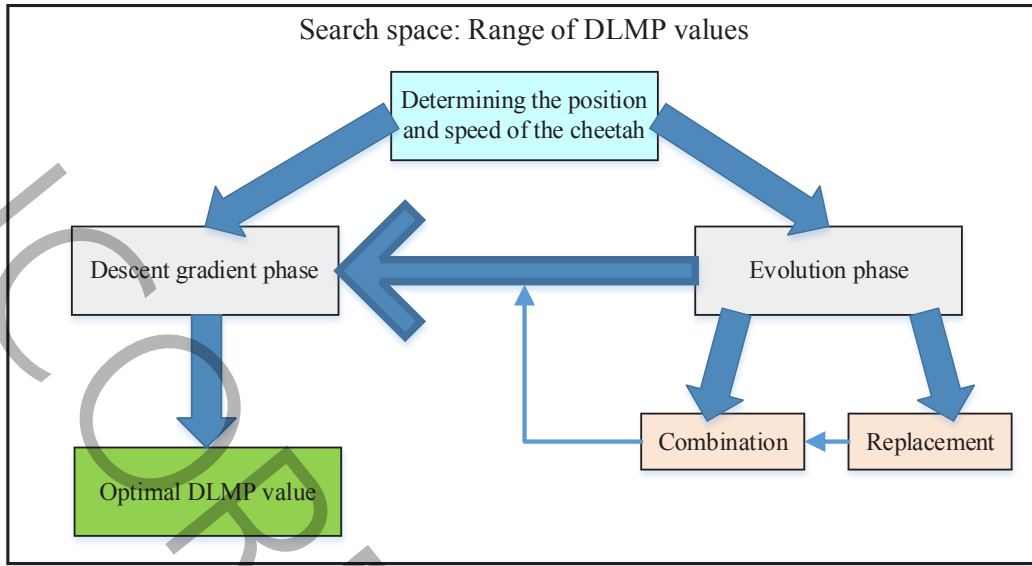 Search space: Range of DLMP values
Determining the position
and speed of the cheetah
Descent gradient phase
Evolution phase
Combination
Replacement
Optimal DLMP value